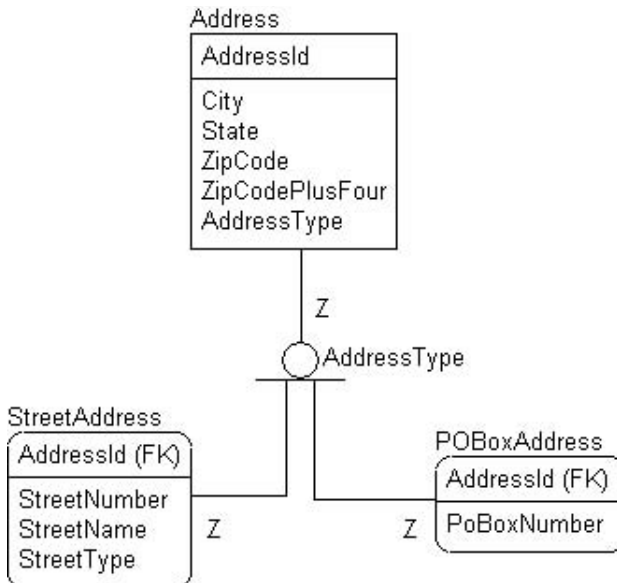 Address
AddressId
City
State
ZipCode
ZipCodePlusFour
AddressType
Z
AddressType
StreetAddress
AddressId (FK)
StreetNumber
StreetName
StreetType
Z
POBoxAddress
AddressId (FK)
PoBoxNumber
Z